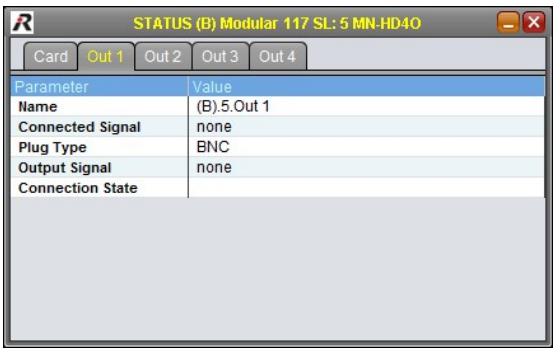 R STATUS (B) Modular 117 SL: 5 MN-HD4O
Card Out 1 Out 2 Out 3 Out 4
Parameter Value
Name (B).5.Out 1
Connected Signal none
Plug Type BNC
Output Signal none
Connection State